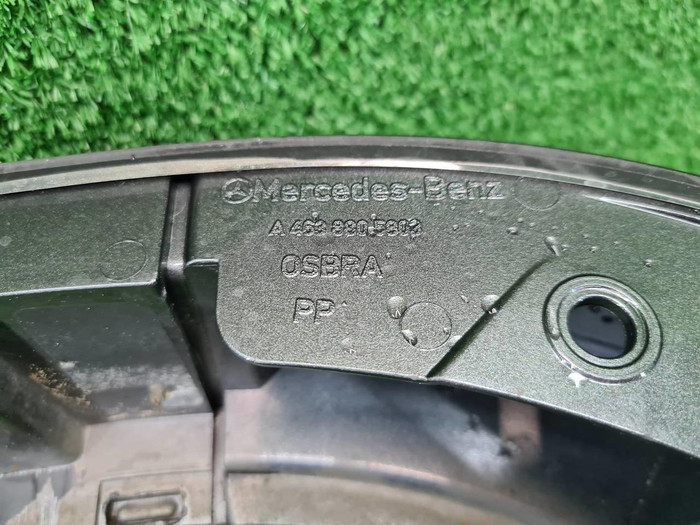 Mercedes-Benz
A 463 880 5803
OSBRA
PP